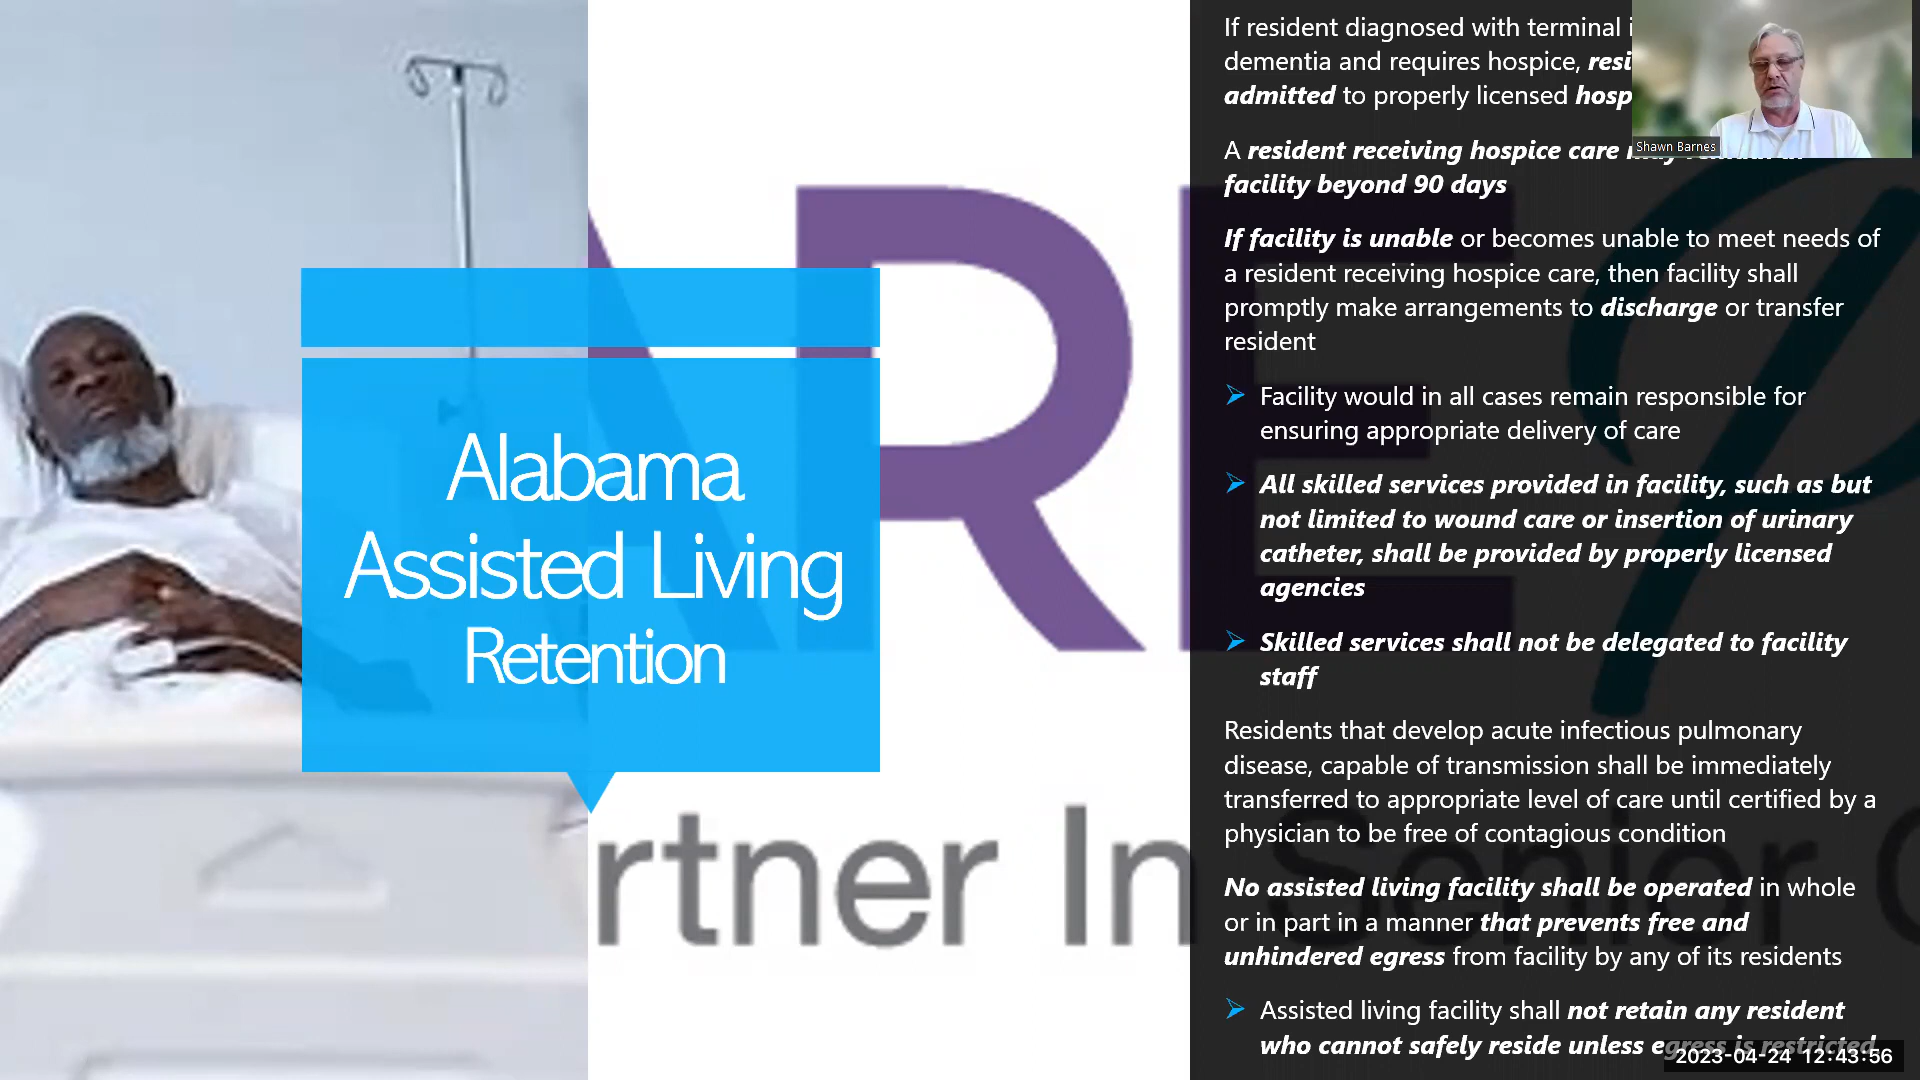 Alabama
Assisted Living
Retention
ARE
rtner In Senior
If resident diagnosed with terminal
dementia and requires hospice,
admitted to properly licensed
A resident receiving hospice care may
facility beyond 90 days
If facility is unable or becomes unable to meet needs of
a resident receiving hospice care, then facility shall
promptly make arrangements to discharge or transfer
resident
Facility would in all cases remain responsible for
ensuring appropriate delivery of care
All skilled services provided in facility, such as but
not limited to wound care or insertion of urinary
catheter, shall be provided by properly licensed
agencies
Skilled services shall not be delegated to facility
staff
Residents that develop acute infectious pulmonary
disease, capable of transmission shall be immediately
transferred to appropriate level of care until certified by a
physician to be free of contagious condition
No assisted living facility shall be operated in whole
or in part in a manner that prevents free and
unhindered egress from facility by any of its residents
Assisted living facility shall not retain any resident
who cannot safely reside unless egress is restricted
Shawn Barnes
2023-04-24 12:43:56